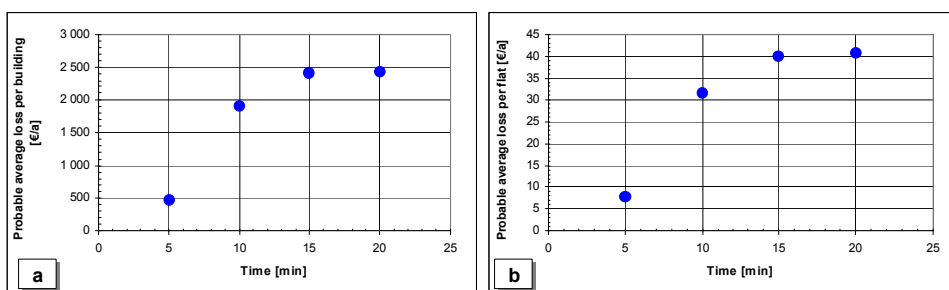 Probable average loss per building
[€/a]
3 000
2 500
2 000
1 500
1 000
500
0
0 5 10 15 20 25
Time [min]
a
Probable average loss per flat [€/a]
45
40
35
30
25
20
15
10
5
0
0 5 10 15 20 25
Time [min]
b